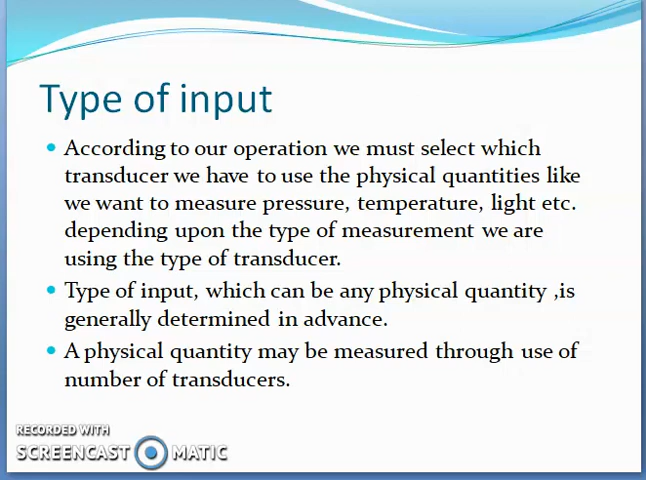 Type of input
According to our operation we must select which
transducer we have to use the physical quantities like
we want to measure pressure, temperature, light etc.
depending upon the type of measurement we are
using the type of transducer.
Type of input, which can be any physical quantity ,is
generally determined in advance.
A physical quantity may be measured through use of
number of transducers.
RECORDED WITH
SCREENCAST MATIC